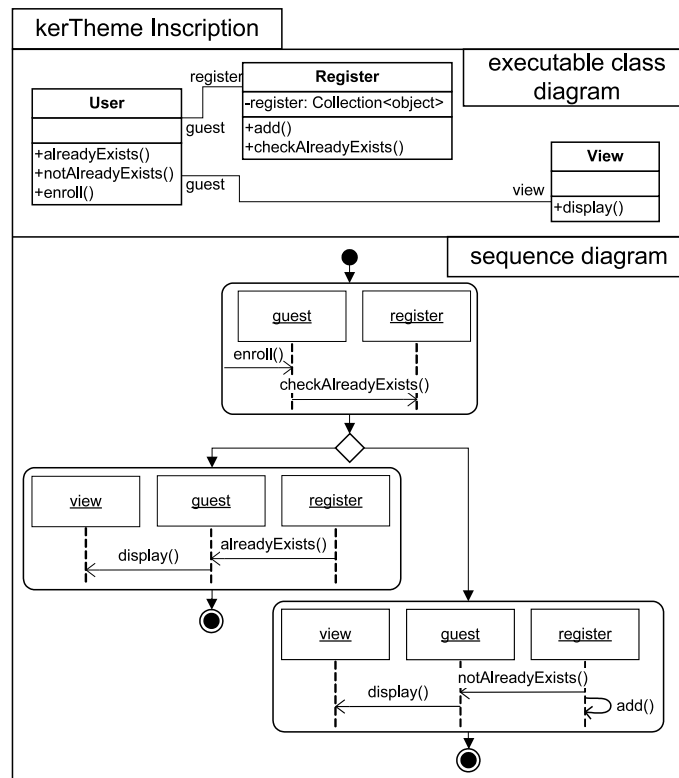 kerTheme Inscription
executable class
diagram
register
Register
-register: Collection<object>
+add()
+checkAlreadyExists()
User
guest
+alreadyExists()
+notAlreadyExists()
+enroll()
guest
view
View
+display()
sequence diagram
guest
register
enroll()
checkAlreadyExists()
view
guest
register
alreadyExists()
display()
view
guest
register
notAlreadyExists()
display()
add()